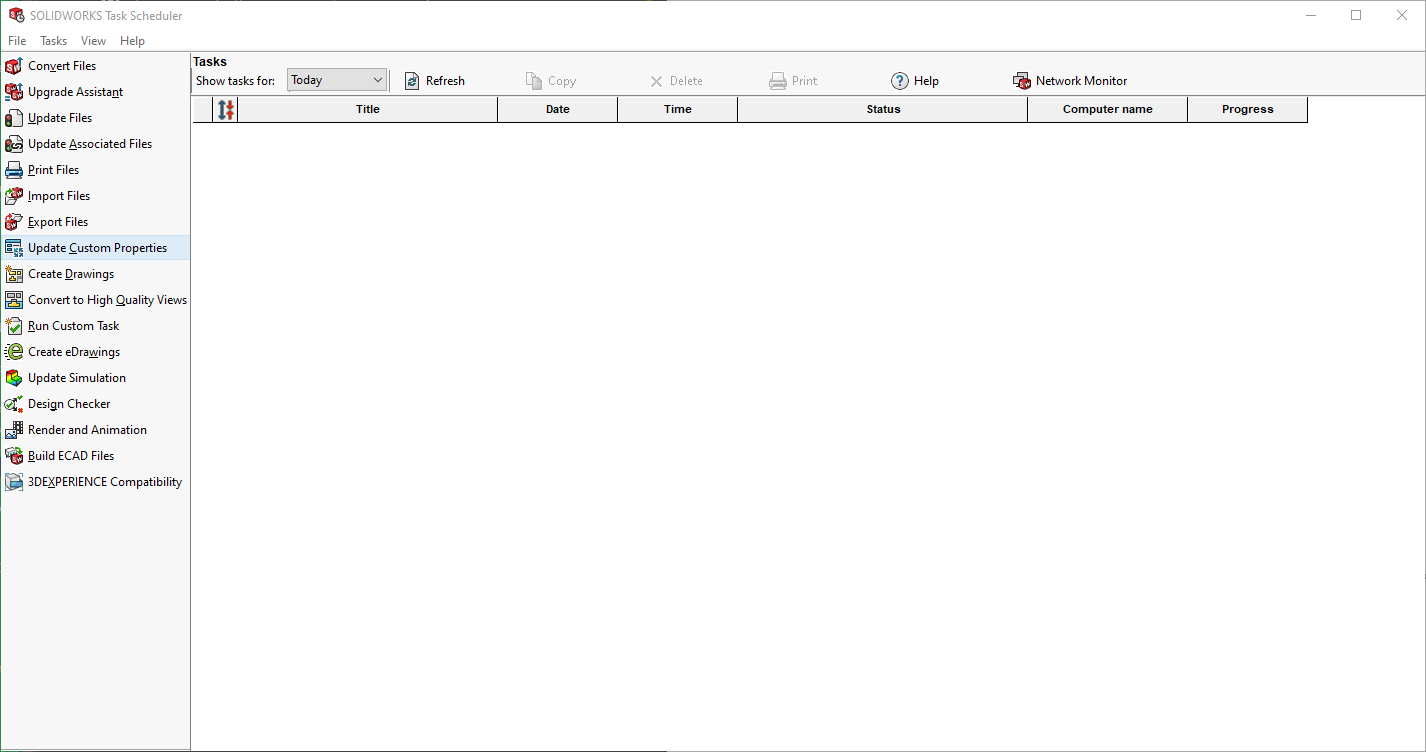 SOLIDWORKS Task Scheduler
File Tasks View Help
Convert Files
Upgrade Assistant
Update Files
Update Associated Files
Print Files
Import Files
Export Files
Update Custom Properties
Create Drawings
Convert to High Quality Views
Run Custom Task
Create eDrawings
Update Simulation
Design Checker
Render and Animation
Build ECAD Files
3DEXPERIENCE Compatibility
Tasks
Show tasks for: Today Refresh Copy Delete Print Help Network Monitor
Title Date Time Status Computer name Progress